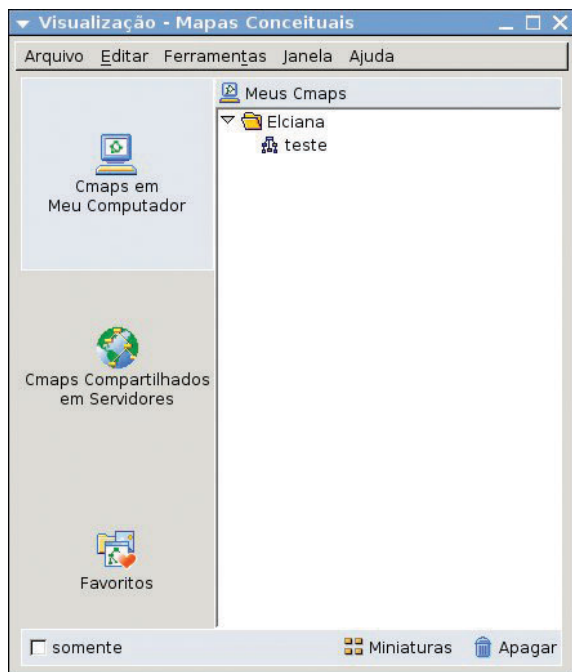 Visualização - Mapas Conceituais
Arquivo Editar Ferramentas Janela Ajuda
Cmaps em
Meu Computador
Cmaps Compartilhados
em Servidores
Favoritos
Meus Cmaps
Elciana
teste
somente
Miniaturas
Apagar